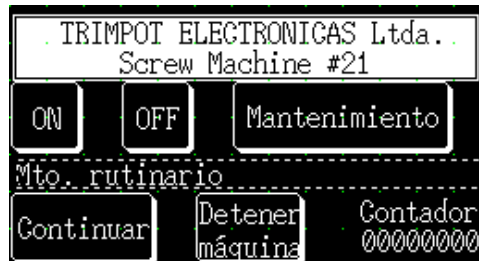 TRIMPOT ELECTRONICAS Ltda.
Screw Machine #21
ON OFF Mantenimiento
Mto. rutinario
Continuar Detener máquina Contador 00000000